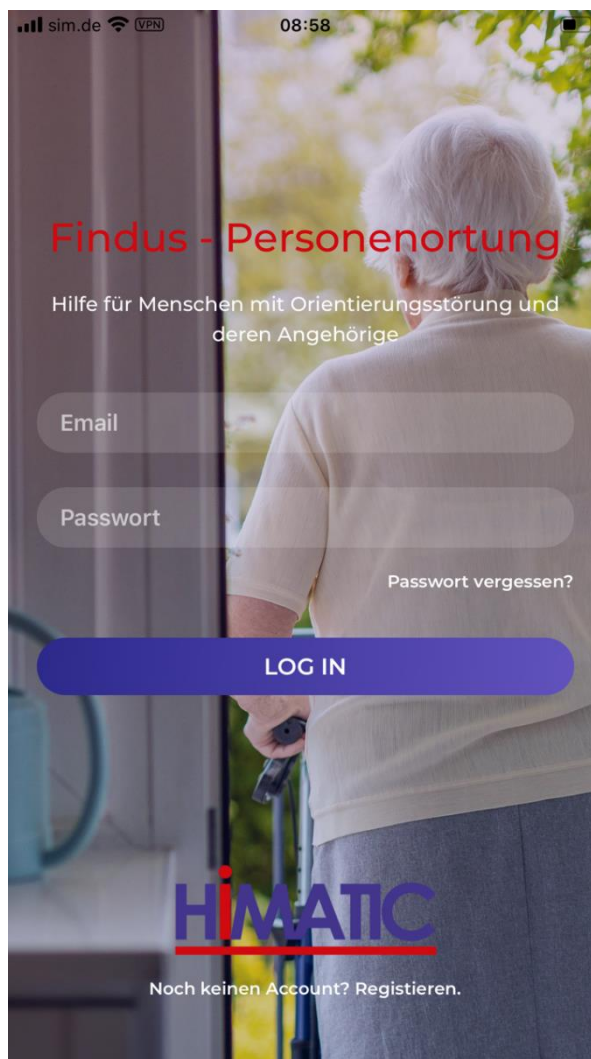 sim.de VPN 08:58
Findus - Personenortung
Hilfe für Menschen mit Orientierungsstörung und
deren Angehörige
Email
Passwort
Passwort vergessen?
LOG IN
HiMATIC
Noch keinen Account? Registieren.